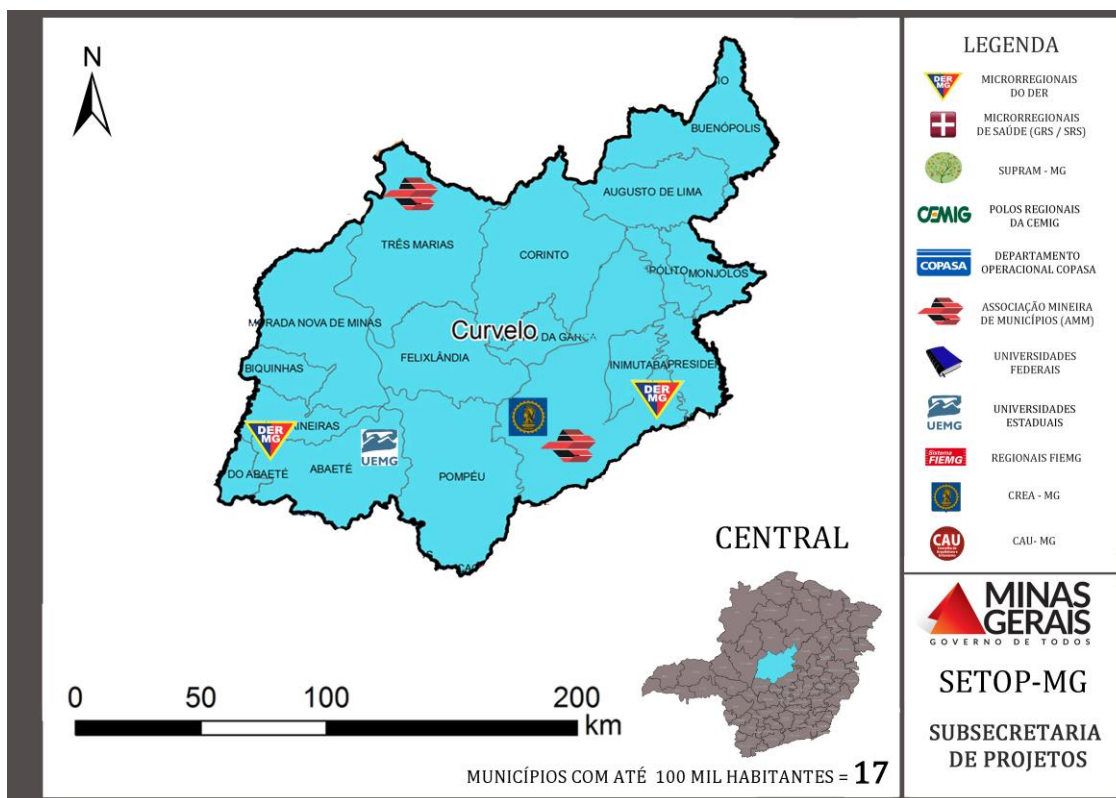 N
IO
BUENÓPOLIS
AUGUSTO DE LIMA
TRÊS MARIAS
CORINTO
PÓLITO
MONJOLOS
MORADA NOVA DE MINAS
Curvelo
DA GARÇA
FELIXLÂNDIA
BIQUINHAS
INIMUTABA
PRESIDEN
DER
MG
DER
MG
INEIRAS
UEMG
DO ABAETÉ
ABAETÉ
POMPÉU
CENTRAL
0 50 100 200
km
MUNICÍPIOS COM ATÉ 100 MIL HABITANTES = 17
LEGENDA
DER
MG
MICRORREGIONAIS
DO DER
MICRORREGIONAIS
DE SAÚDE (GRS / SRS)
SUPRAM - MG
CEMIG
POLOS REGIONAIS
DA CEMIG
COPASA
DEPARTAMENTO
OPERACIONAL COPASA
ASSOCIAÇÃO MINEIRA
DE MUNICÍPIOS (AMM)
UNIVERSIDADES
FEDERAIS
UEMG
UNIVERSIDADES
ESTADUAIS
Sistema
FIEMG
REGIONAIS FIEMG
CREA - MG
CAU
CAU- MG
MINAS
GERAIS
GOVERNO DE TODOS
SETOP-MG
SUBSECRETARIA
DE PROJETOS